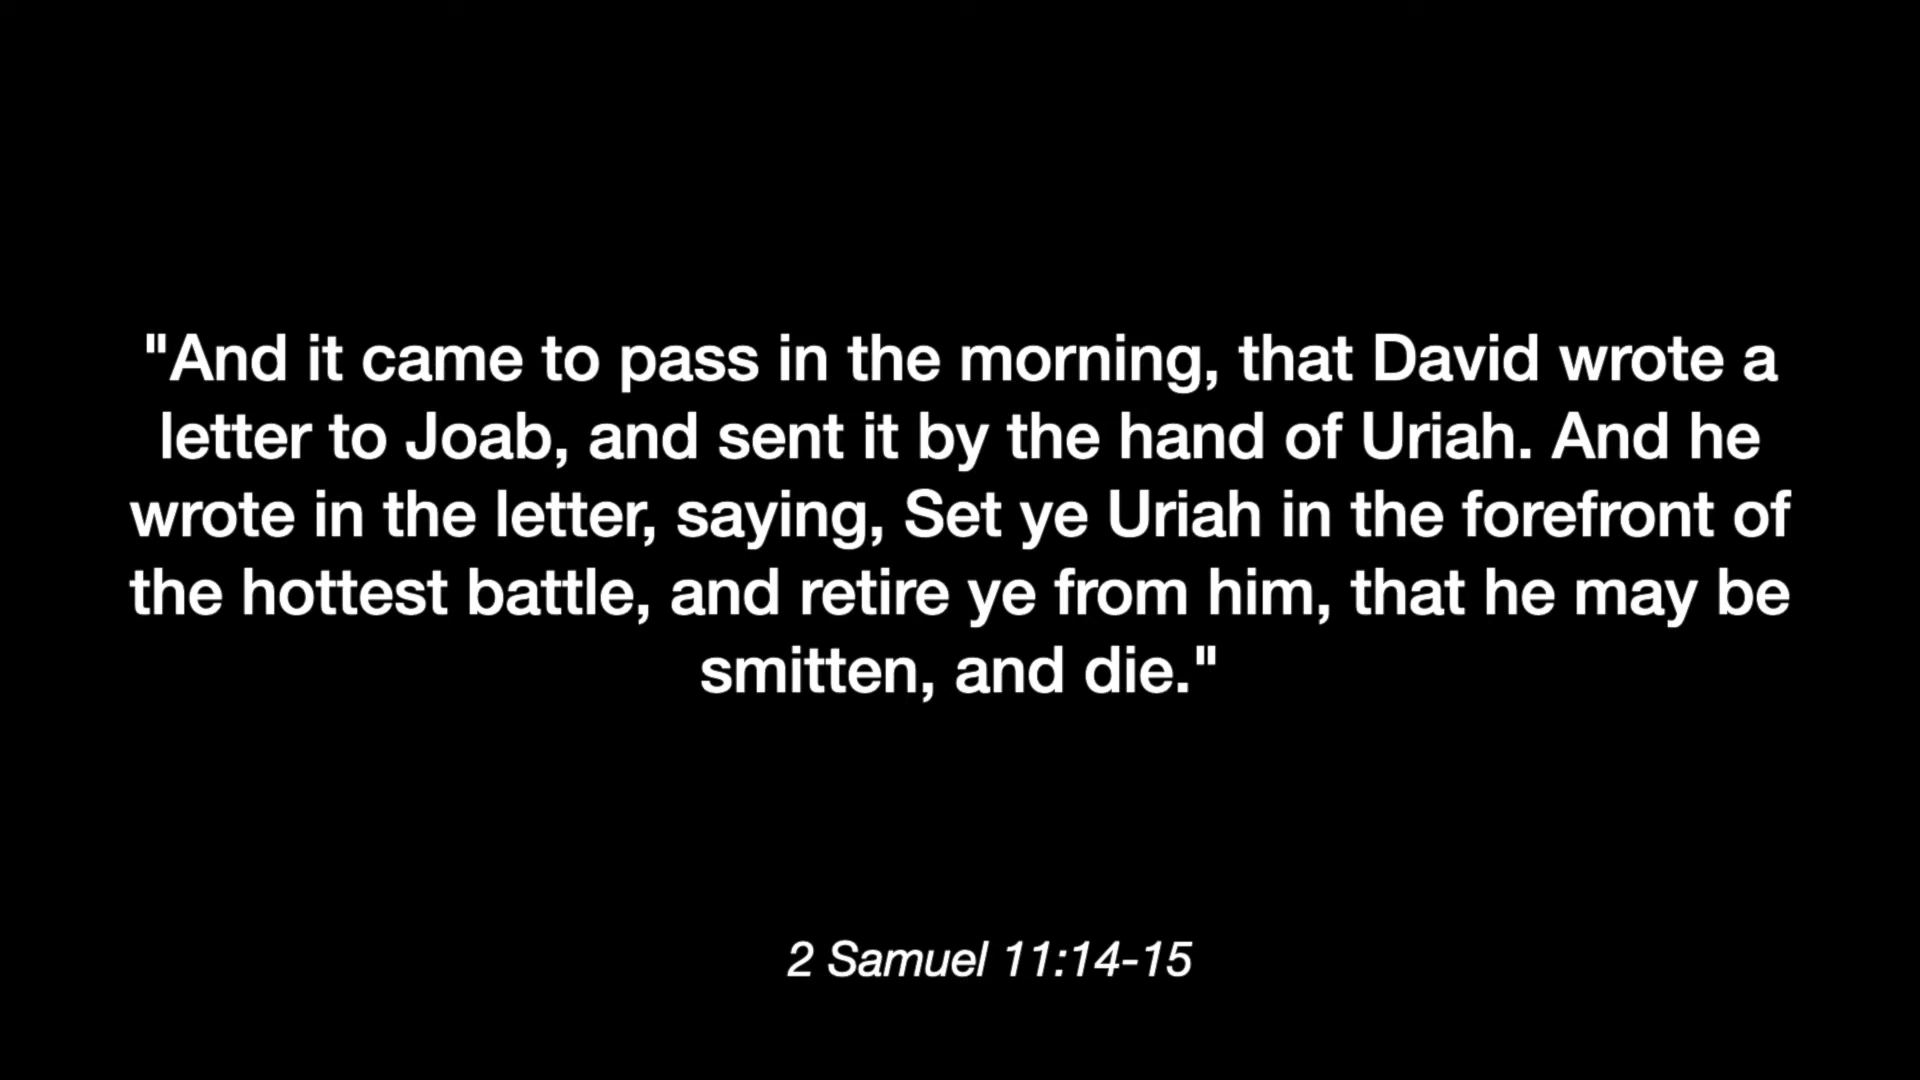 "And it came to pass in the morning, that David wrote a
letter to Joab, and sent it by the hand of Uriah. And he
wrote in the letter, saying, Set ye Uriah in the forefront of
the hottest battle, and retire ye from him, that he may be
smitten, and die."
2 Samuel 11:14-15